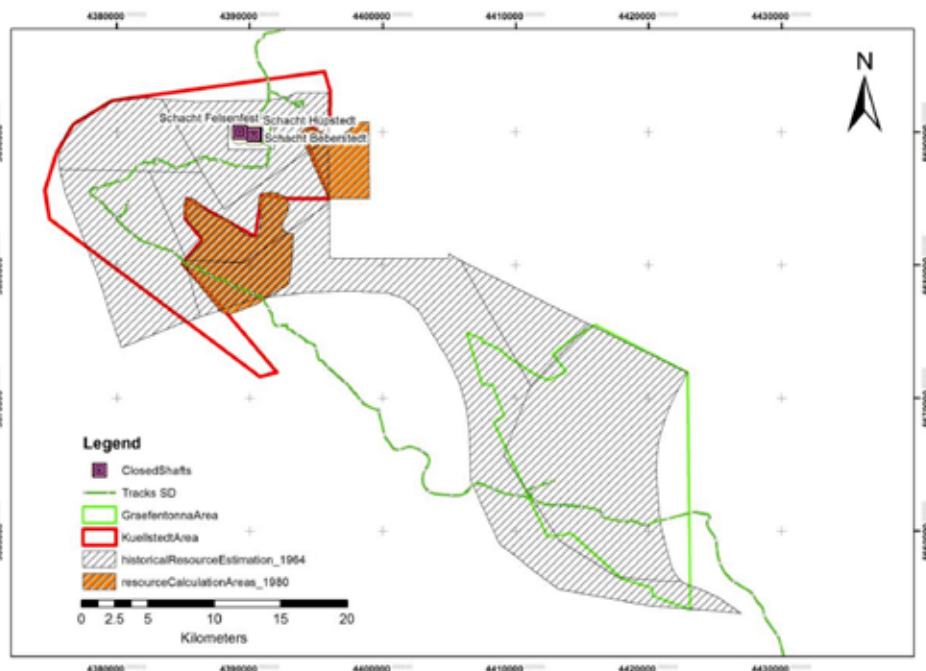 4380000 4390000 4400000 4410000 4420000 4430000
N
Schacht Felsenfest Schacht Hüpstedt
Schacht Beberstedt
Legend
ClosedShafts
Tracks SD
GraefentonnaArea
KuellstedtArea
historicalResourceEstimation_1964
resourceCalculationAreas_1980
0 2.5 5 10 15 20
Kilometers
4380000 4390000 4400000 4410000 4420000 4430000